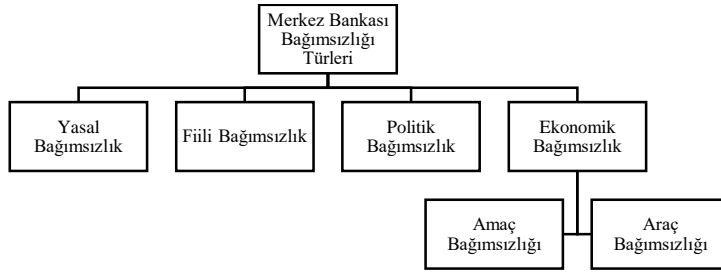 Merkez Bankası
Bağımsızlığı
Türleri
Yasal
Bağımsızlık
Fiili Bağımsızlık
Politik
Bağımsızlık
Ekonomik
Bağımsızlık
Amaç
Bağımsızlığı
Araç
Bağımsızlığı